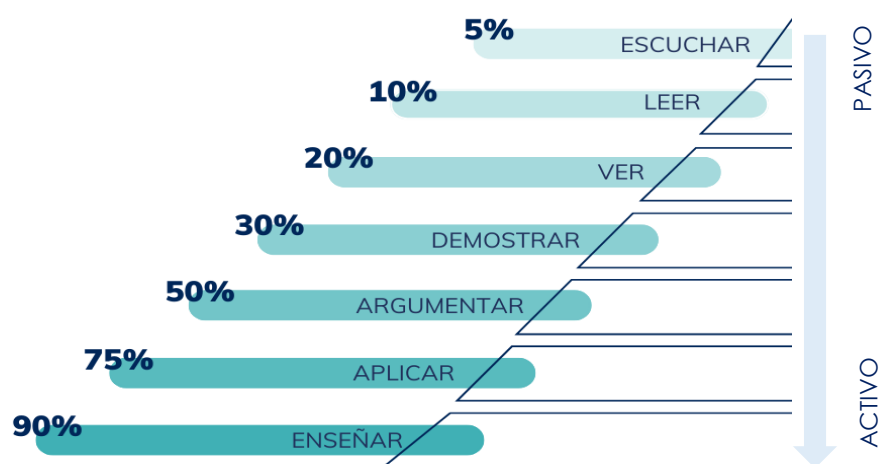 5% ESCUCHAR
10% LEER
20% VER
30% DEMOSTRAR
50% ARGUMENTAR
75% APLICAR
90% ENSEÑAR
PASIVO
ACTIVO